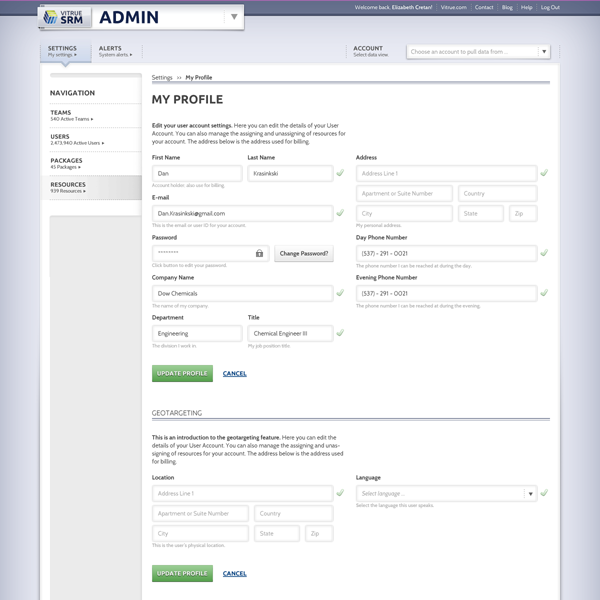 Welcome back, Elizabeth Cretan! Vitrue.com Contact Blog Help Log Out
VITRUE
SRM
ADMIN
SETTINGS
My settings ▸
ALERTS
System alerts ▸
ACCOUNT
Select data view.
Choose an account to pull data from ...
NAVIGATION
TEAMS
540 Active Teams ▸
USERS
2,473,940 Active Users ▸
PACKAGES
45 Packages ▸
RESOURCES
939 Resources ▸
Settings ›› My Profile
MY PROFILE
Edit your user account settings. Here you can edit the details of your User
Account. You can also manage the assigning and unassigning of resources for
your account. The address below is the address used for billing.
First Name Last Name
Dan Krasinkski
Account holder, also use for billing.
E-mail
Dan.Krasinkski@gmail.com
This is the email or user ID for your account.
Password
******** Change Password?
Click button to edit your password.
Company Name
Dow Chemicals
The name of my company
Department Title
Engineering Chemical Engineer III
The division I work in. My job position title.
Address
Address Line 1
Apartment or Suite Number Country
City State Zip
My personal address.
Day Phone Number
(537) - 291 - 0021
The phone number I can be reached at during the day.
Evening Phone Number
(537) - 291 - 0021
The phone number I can be reached at during the evening.
UPDATE PROFILE CANCEL
GEOTARGETING
This is an introduction to the geotargeting feature. Here you can edit the
details of your User Account. You can also manage the assigning and unas-
signing of resources for your account. The address below is the address used
for billing.
Location
Address Line 1
Apartment or Suite Number Country
City State Zip
This is the user's physical location.
Language
Select language ...
Select the language this user speaks.
UPDATE PROFILE CANCEL